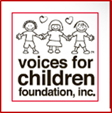 voices for
children
foundation, inc.